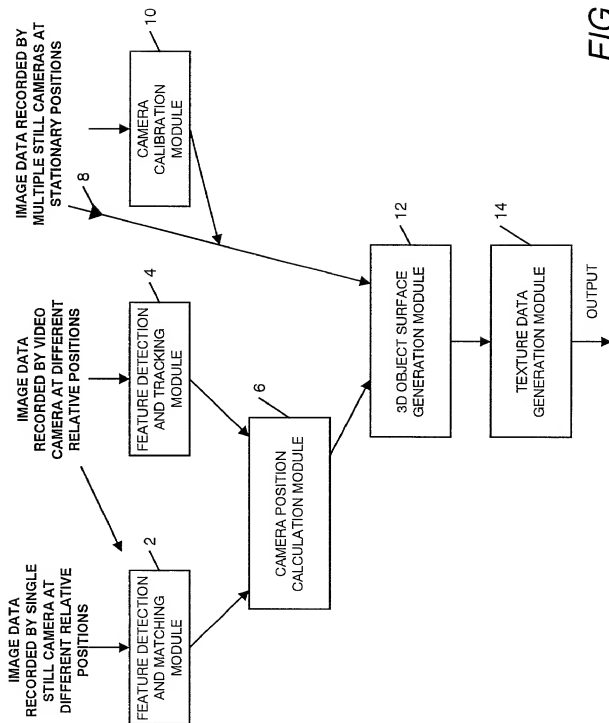 IMAGE DATA
RECORDED BY SINGLE
STILL CAMERA AT
DIFFERENT RELATIVE
POSITIONS
IMAGE DATA
RECORDED BY VIDEO
CAMERA AT DIFFERENT
RELATIVE
POSITIONS
IMAGE DATA RECORDED BY
MULTIPLE STILL CAMERAS AT
STATIONARY POSITIONS
8
2
FEATURE DETECTION
AND MATCHING
MODULE
4
FEATURE DETECTION
AND TRACKING
MODULE
10
CAMERA
CALIBRATION
MODULE
6
CAMERA POSITION
CALCULATION MODULE
12
3D OBJECT SURFACE
GENERATION MODULE
14
TEXTURE DATA
GENERATION MODULE
OUTPUT
FIG